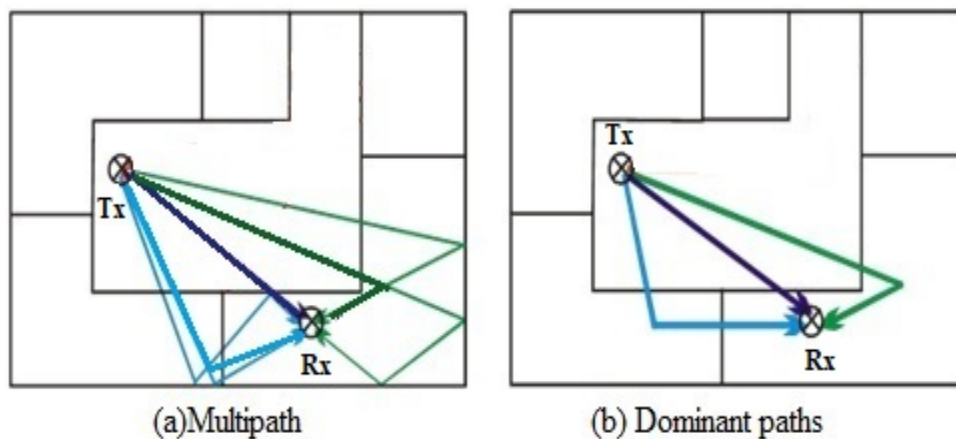 Tx
Rx
(a)Multipath
Tx
Rx
(b) Dominant paths